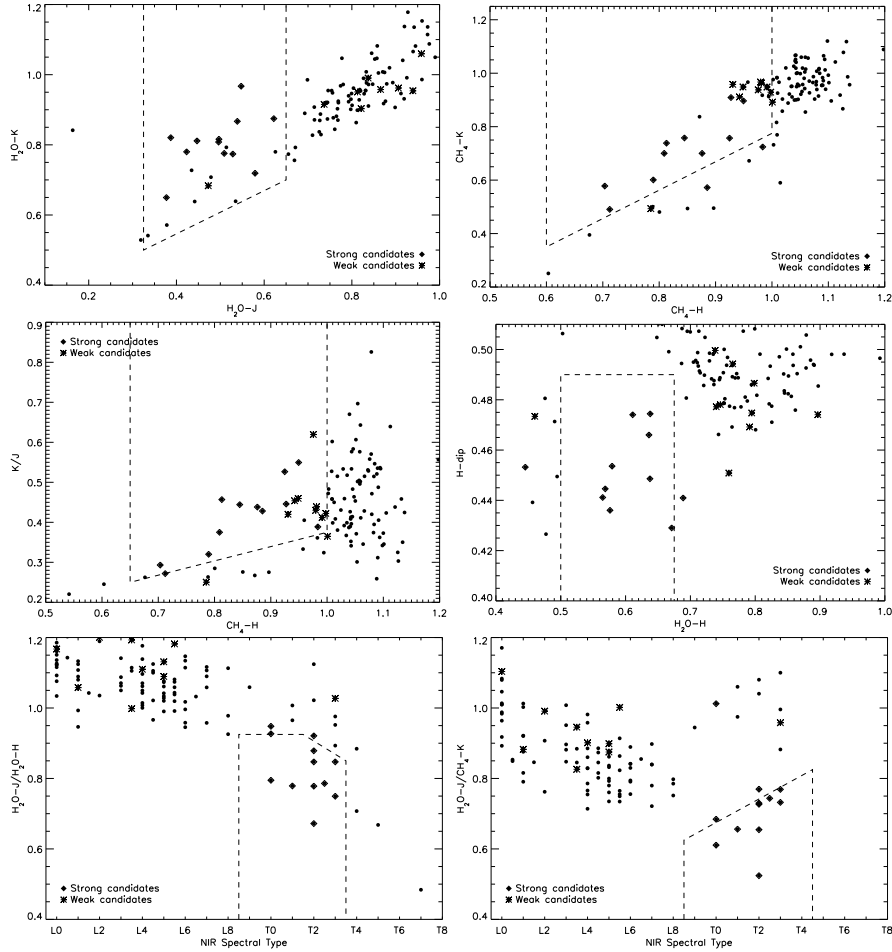 1.2
1.0
0.8
0.6
0.4
H2O-K
0.2 0.4 0.6 0.8 1.0
H2O-J
Strong candidates
Weak candidates
1.2
1.0
0.8
0.6
0.4
0.2
CH4-K
0.5 0.6 0.7 0.8 0.9 1.0 1.1 1.2
CH4-H
Strong candidates
Weak candidates
0.9
0.8
0.7
0.6
0.5
0.4
0.3
0.2
K/J
0.5 0.6 0.7 0.8 0.9 1.0 1.1 1.2
CH4-H
Strong candidates
Weak candidates
0.50
0.48
0.46
0.44
0.42
0.40
H-dip
0.4 0.5 0.6 0.7 0.8 0.9 1.0
H2O-H
Strong candidates
Weak candidates
1.2
1.0
0.8
0.6
0.4
H2O-J/H2O-H
L0 L2 L4 L6 L8 T0 T2 T4 T6 T8
NIR Spectral Type
Strong candidates
Weak candidates
1.2
1.0
0.8
0.6
0.4
H2O-J/CH4-K
L0 L2 L4 L6 L8 T0 T2 T4 T6 T8
NIR Spectral Type
Strong candidates
Weak candidates